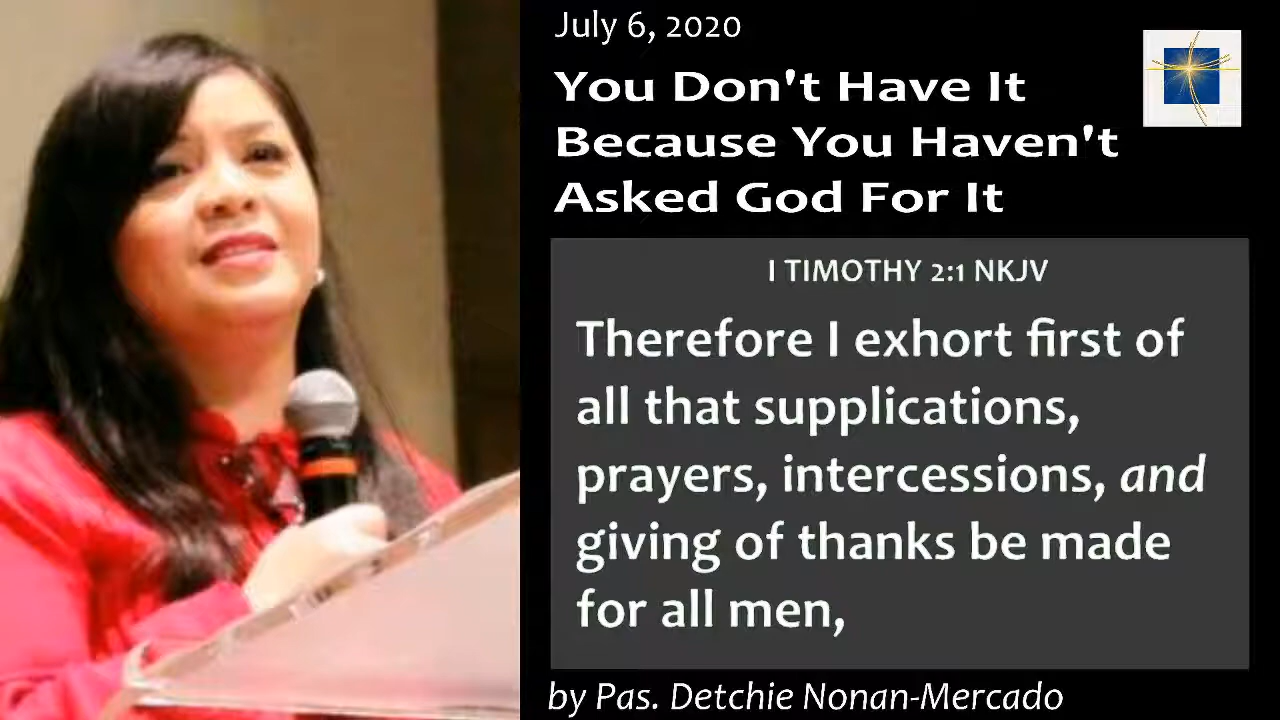 July 6, 2020
You Don't Have It
Because You Haven't
Asked God For It
I TIMOTHY 2:1 NKJV
Therefore I exhort first of
all that supplications,
prayers, intercessions, and
giving of thanks be made
for all men,
by Pas. Detchie Nonan-Mercado